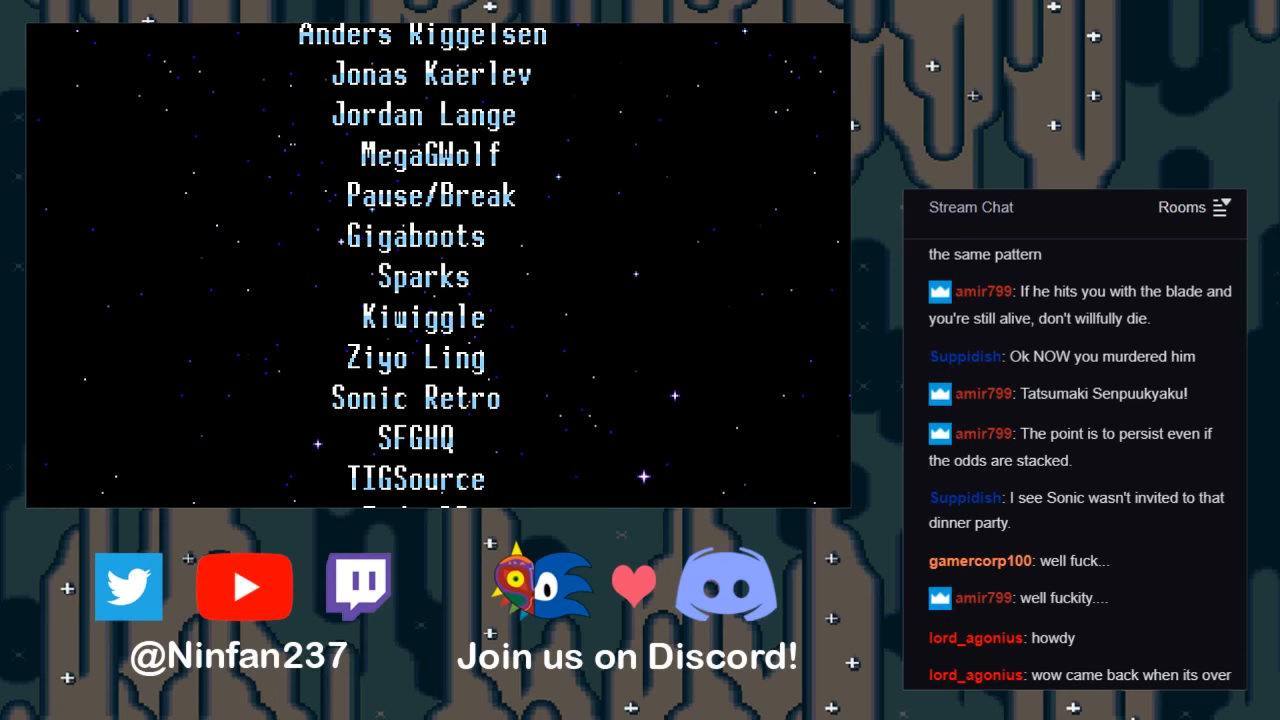 Anders Riggelsen
Jonas Kaerlev
Jordan Lange
MegaGWolf
Pause/Break
Gigaboots
Sparks
Kiwiggle
Ziyo Ling
Sonic Retro
SFGHQ
TIGSource
Stream Chat
Rooms
the same pattern
amir799: If he hits you with the blade and
you're still alive, don't willfully die.
Suppidish: Ok NOW you murdered him
amir799: Tatsumaki Senpuukyaku!
amir799: The point is to persist even if
the odds are stacked.
Suppidish: I see Sonic wasn't invited to that
dinner party.
gamercorp100: well fuck...
amir799: well fuckity....
lord_agonius: howdy
lord_agonius: wow came back when its over
@Ninfan237
Join us on Discord!